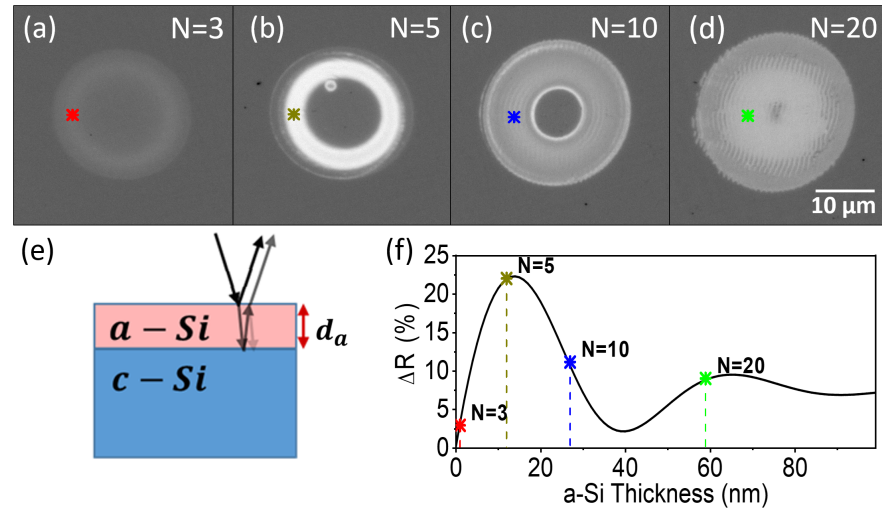 (a) N=3
(b) N=5
(c) N=10
(d) N=20
10 μm
(e)
a − Si
dₐ
c − Si
(f)
25
20
15
10
5
0
ΔR (%)
N=5
N=10
N=20
N=3
0 20 40 60 80
a-Si Thickness (nm)